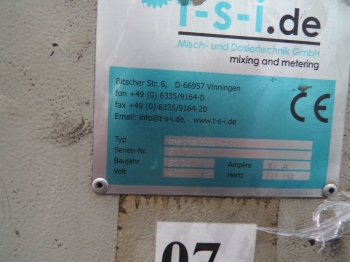 t-s-i.de
Misch- und Dosiertechnik GmbH
mixing and metering
Bitscher Str. 6, D-66957 Vinningen
fon +49 (0) 6335/9164-0
fax +49 (0) 6335/9164-20
Email: info@t-s-i.de, www.t-s-i.de
CE
Typ
Serien-Nr.
Baujahr Ampère A
Volt Hertz
07